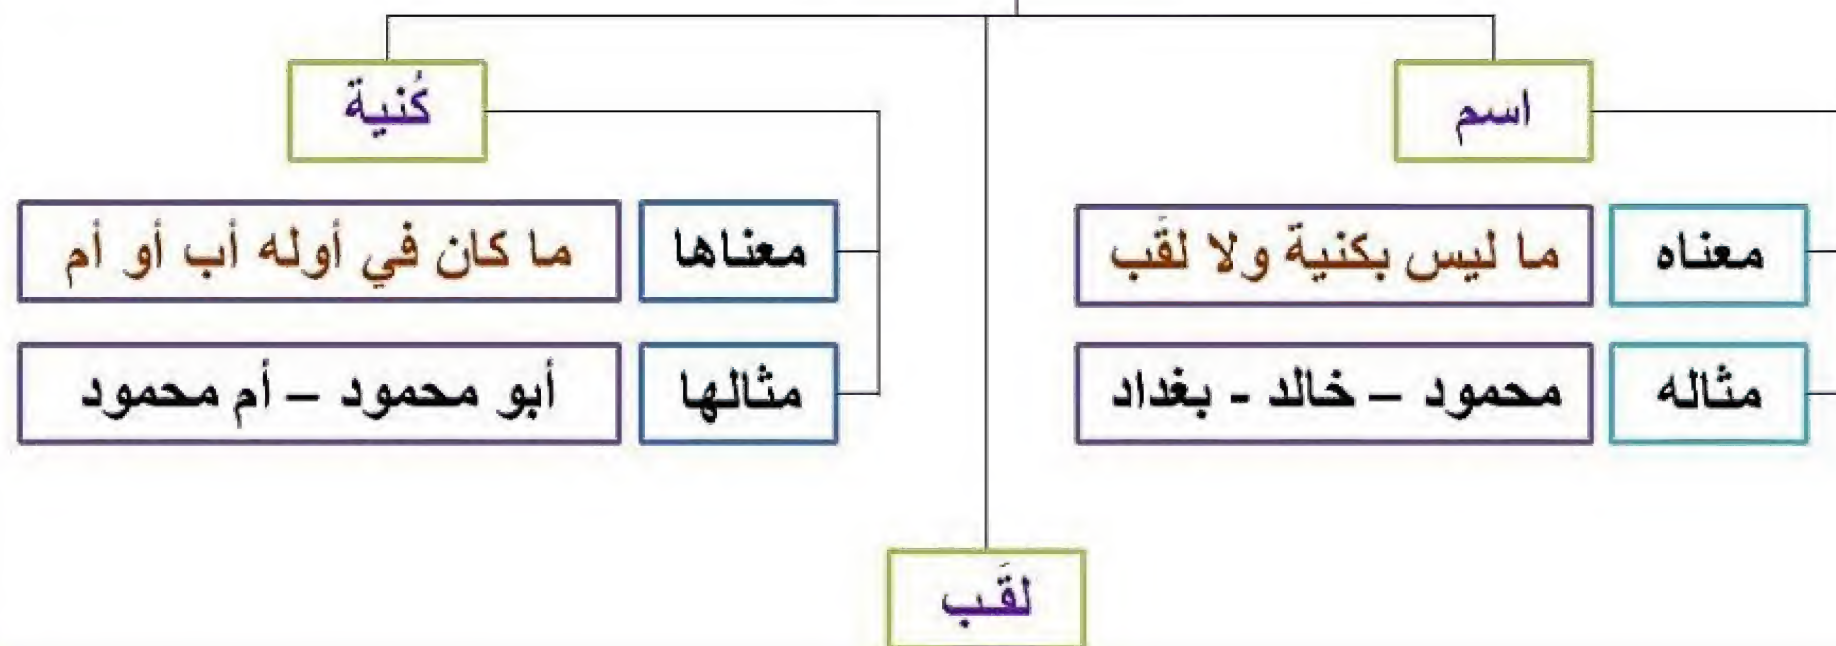 اسم
معناه
ما ليس بكنية ولا لقَب
مثاله
محمود – خالد - بغداد
كُنية
معناها
ما كان في أوله أب أو أم
مثالها
أبو محمود – أم محمود
لقَب